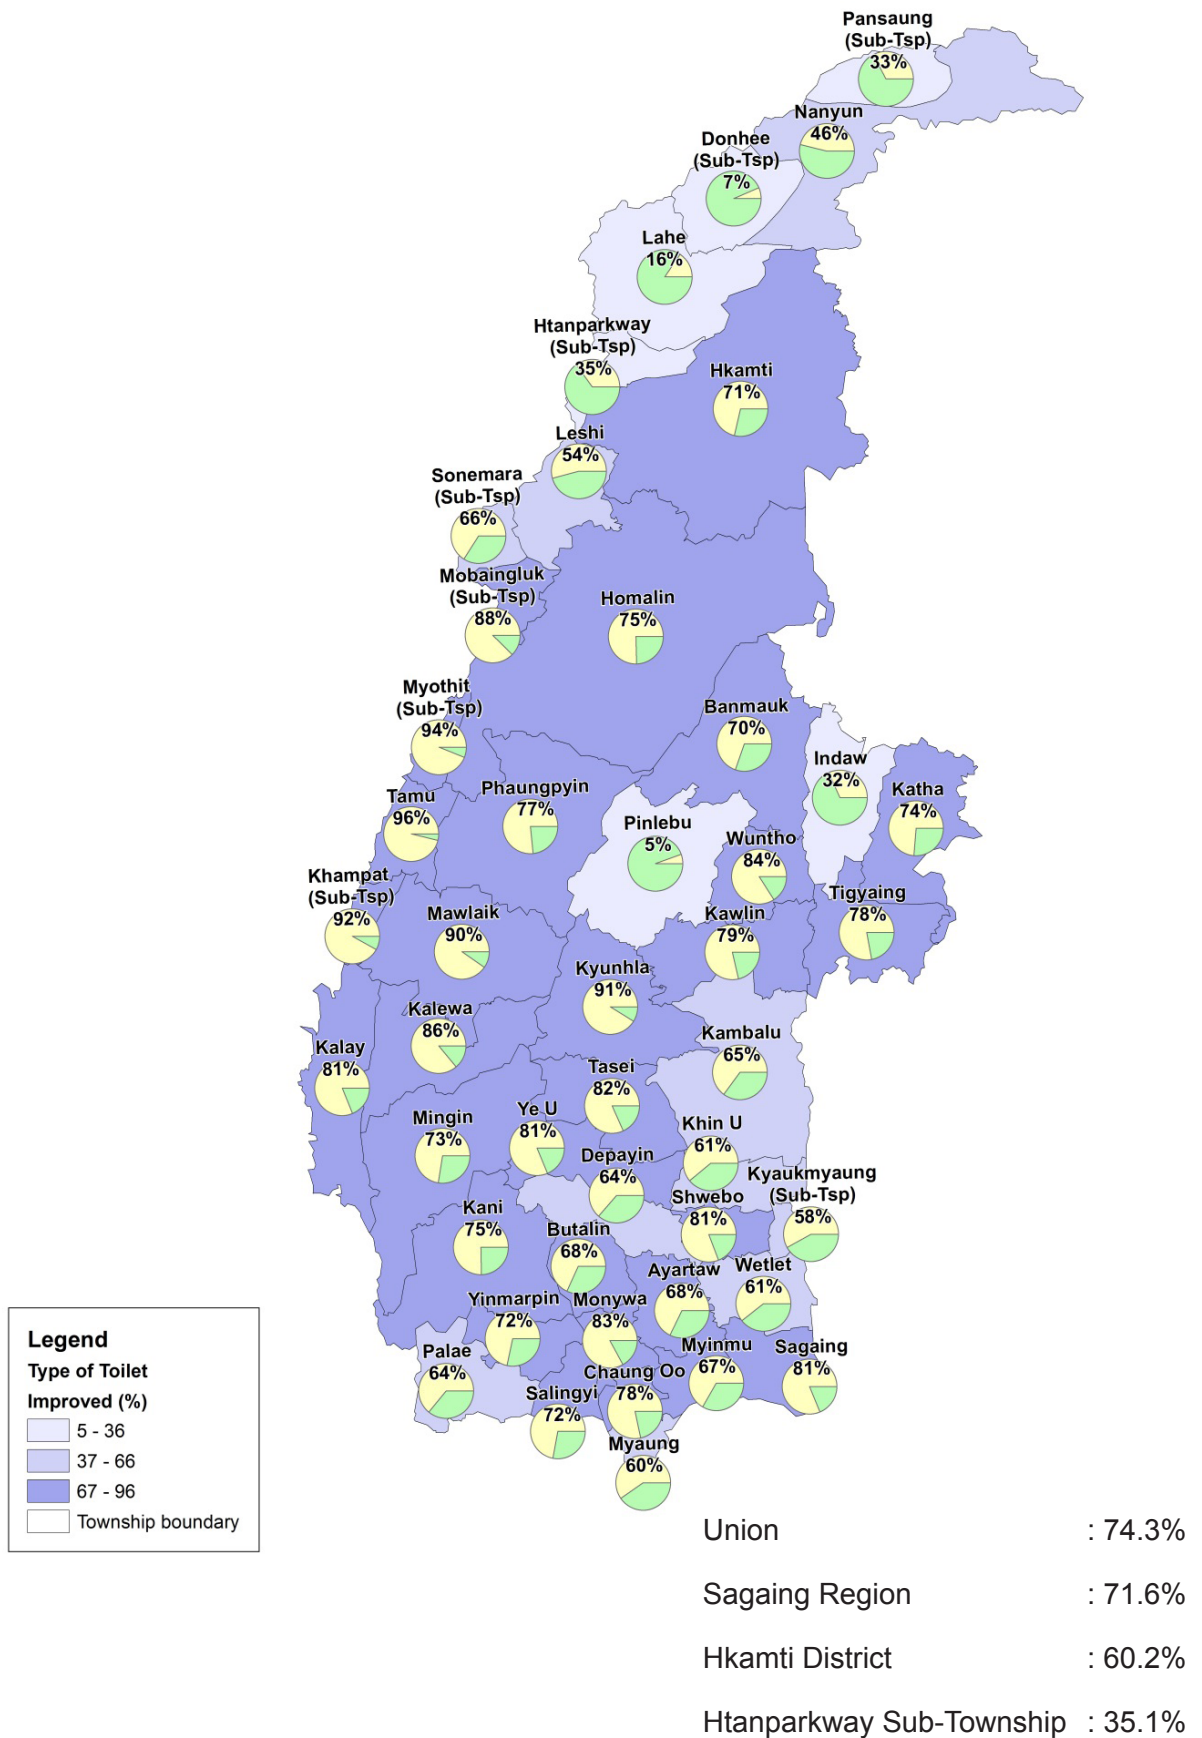 Pansaung
(Sub-Tsp)
33%
Nanyun
46%
Donhee
(Sub-Tsp)
7%
Lahe
16%
Htanparkway
(Sub-Tsp)
35%
Hkamti
71%
Leshi
54%
Sonemara
(Sub-Tsp)
66%
Mobaingluk
(Sub-Tsp)
88%
Homalin
75%
Myothit
(Sub-Tsp)
94%
Banmauk
70%
Indaw
32%
Katha
74%
Tamu
96%
Phaungpyin
77%
Pinlebu
5%
Wuntho
84%
Khampat
(Sub-Tsp)
92%
Mawlaik
90%
Kawlin
79%
Tigyaing
78%
Kyunhla
91%
Kalewa
86%
Kambalu
65%
Kalay
81%
Tasei
82%
Mingin
73%
Ye U
81%
Khin U
61%
Depayin
64%
Kyaukmyaung
(Sub-Tsp)
58%
Shwebo
81%
Kani
75%
Butalin
68%
Ayartaw
68%
Wetlet
61%
Yinmarpin
72%
Monywa
83%
Myinmu
67%
Sagaing
81%
Palae
64%
Salingyi
72%
Chaung Oo
78%
Myaung
60%
Legend
Type of Toilet
Improved (%)
5 - 36
37 - 66
67 - 96
Township boundary
Union : 74.3%
Sagaing Region : 71.6%
Hkamti District : 60.2%
Htanparkway Sub-Township : 35.1%